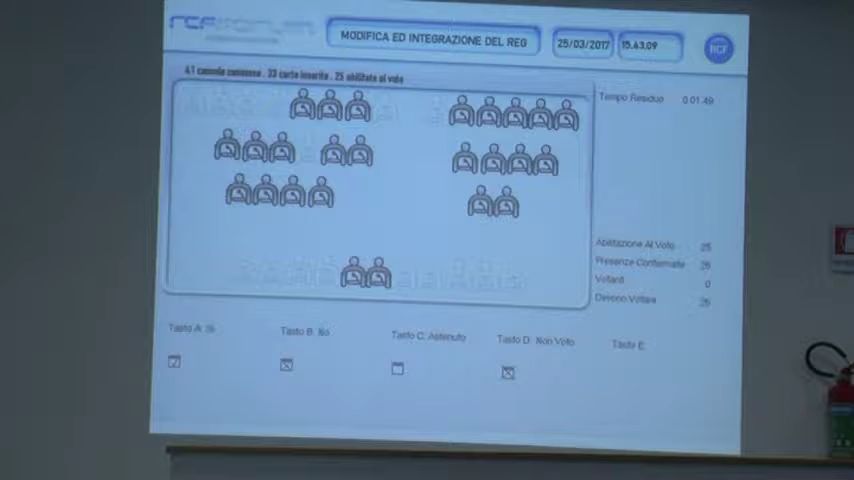 RCF FORUM
MODIFICA ED INTEGRAZIONE DEL REG
25/03/2017
15.43.09
RCF
41 connesse . 33 carte inserite . 25 abilitate al voto
Tempo Residuo 0:01:49
Abilitazione Al Voto 25
Presenze Confermate 25
Votanti 0
Devono Votare 25
Tasto A: Si
Tasto B: No
Tasto C: Astenuto
Tasto D: Non Voto
Tasto E: